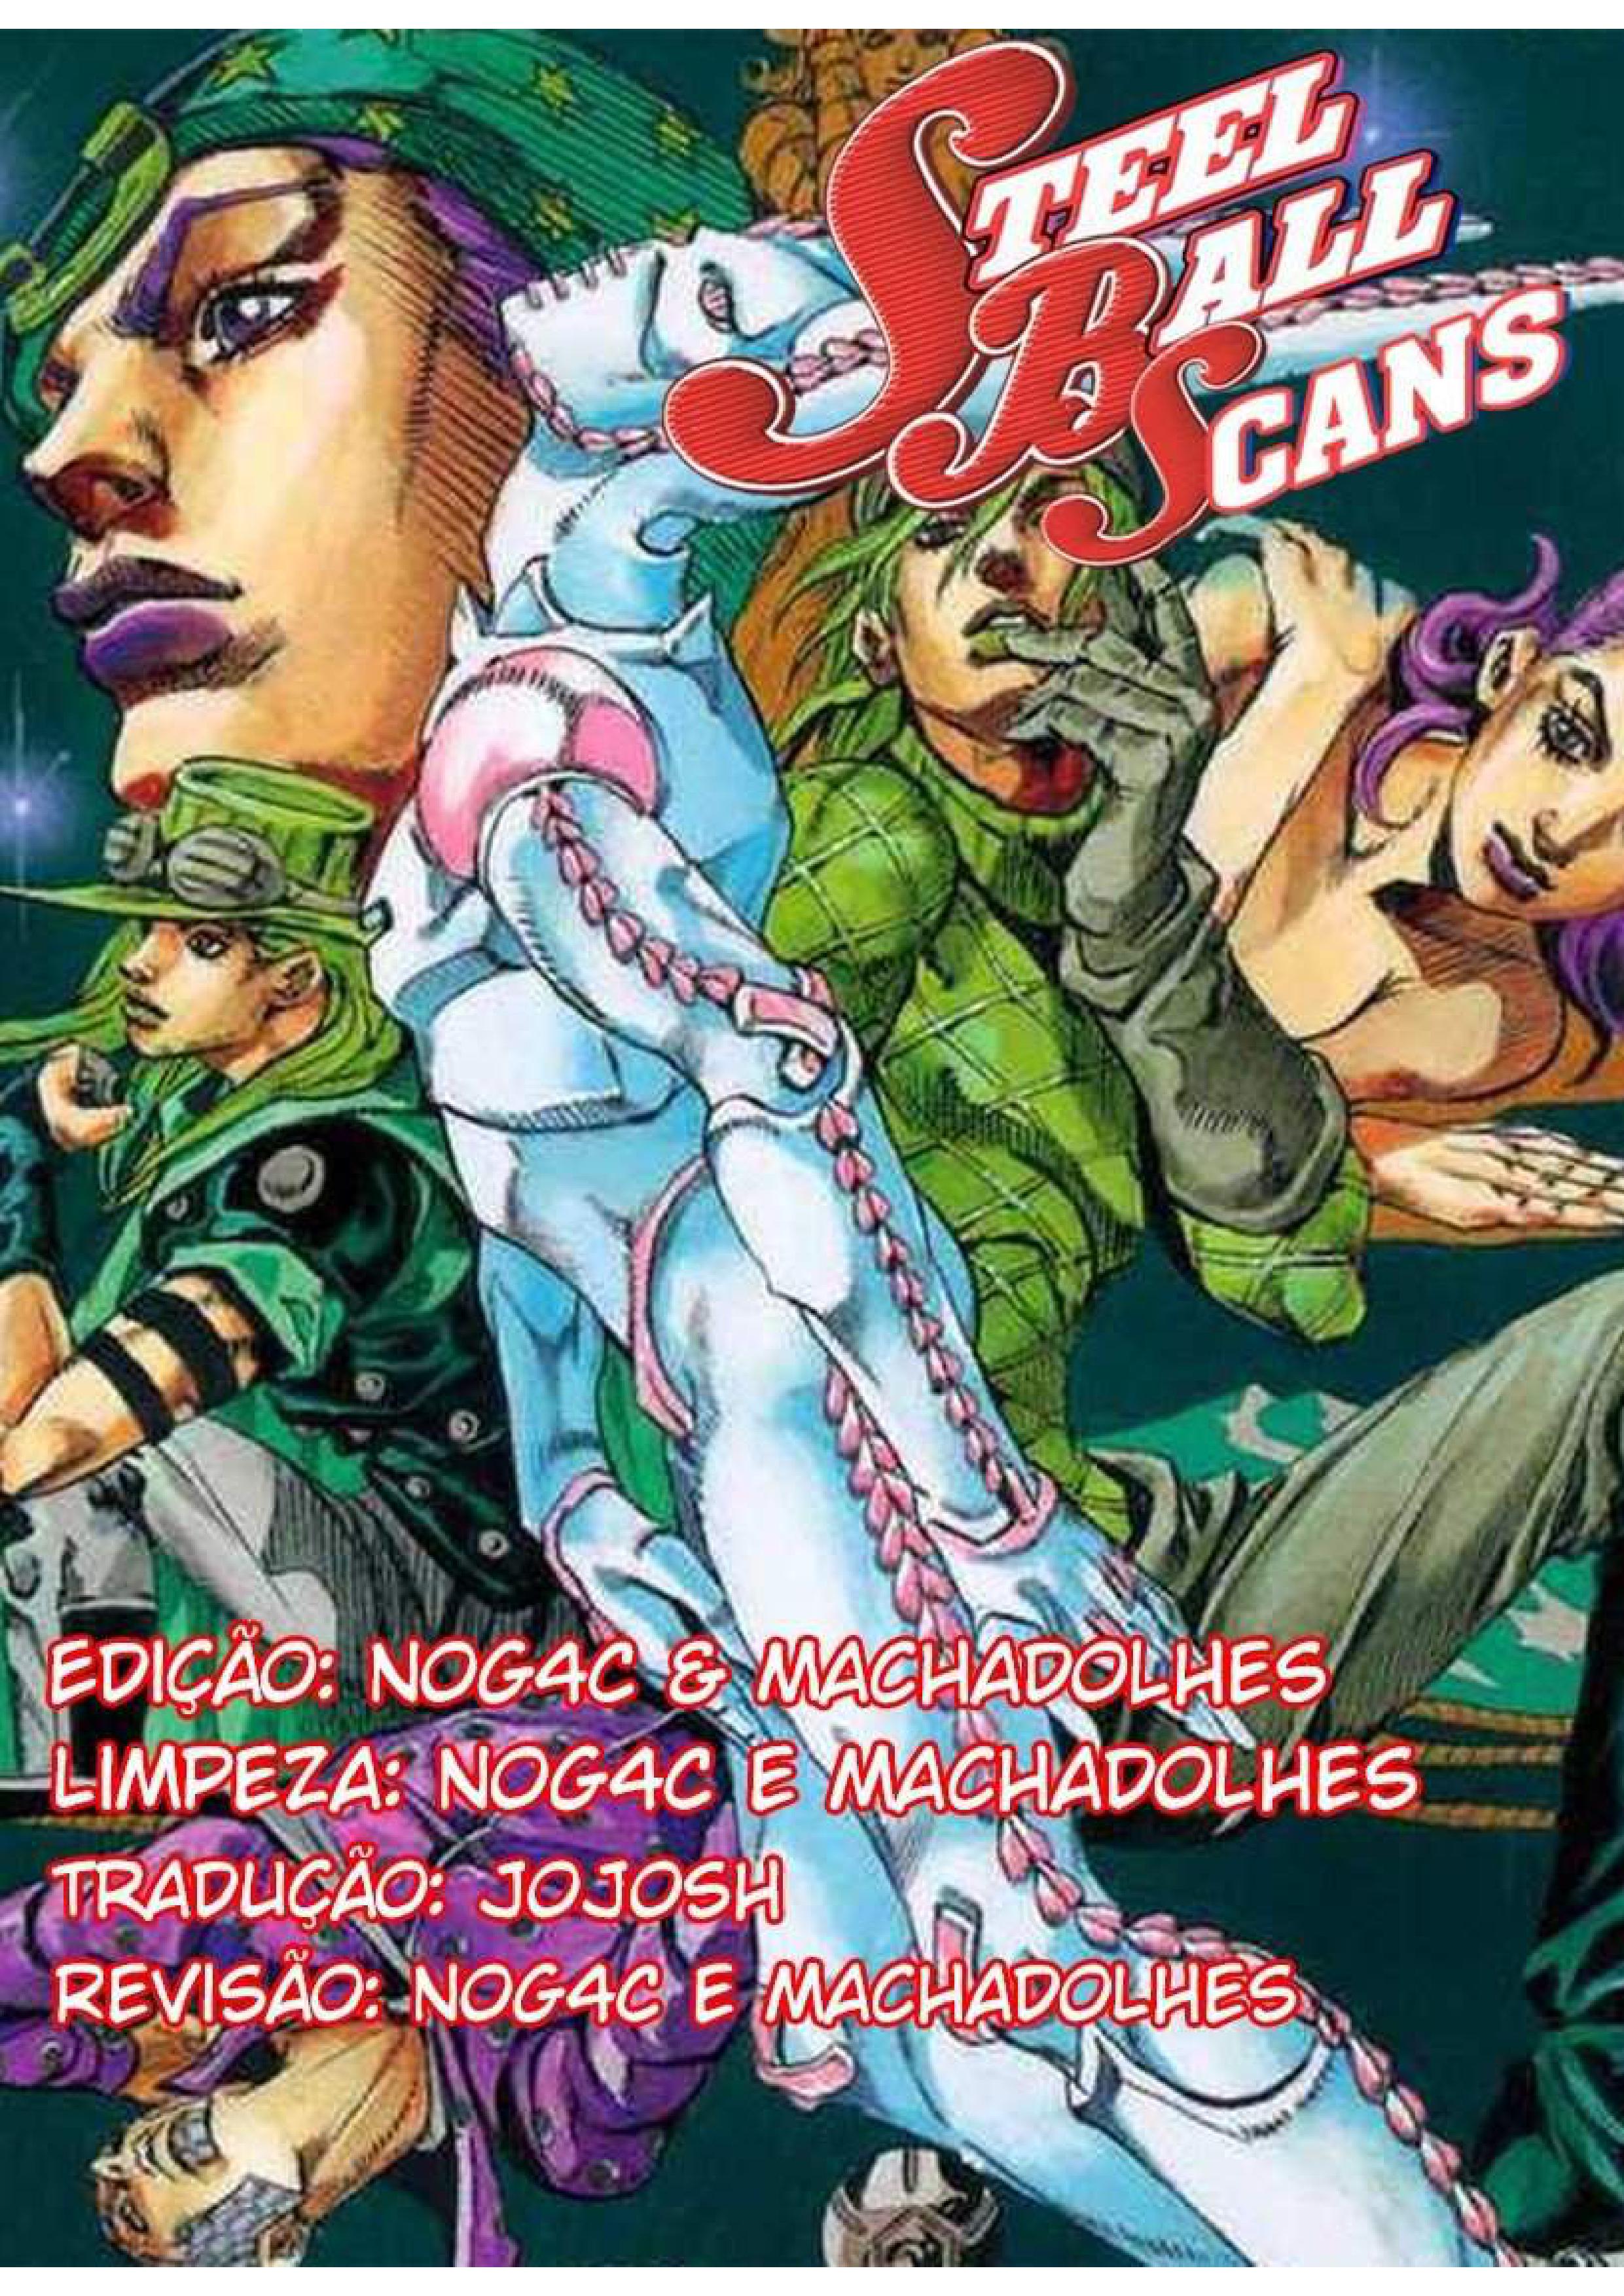 STEEL
BALL
SCANS
EDIÇÃO: NOG4C & MACHADOLHES
LIMPEZA: NOG4C E MACHADOLHES
TRADUÇÃO: JOJOSH
REVISÃO: NOG4C E MACHADOLHES